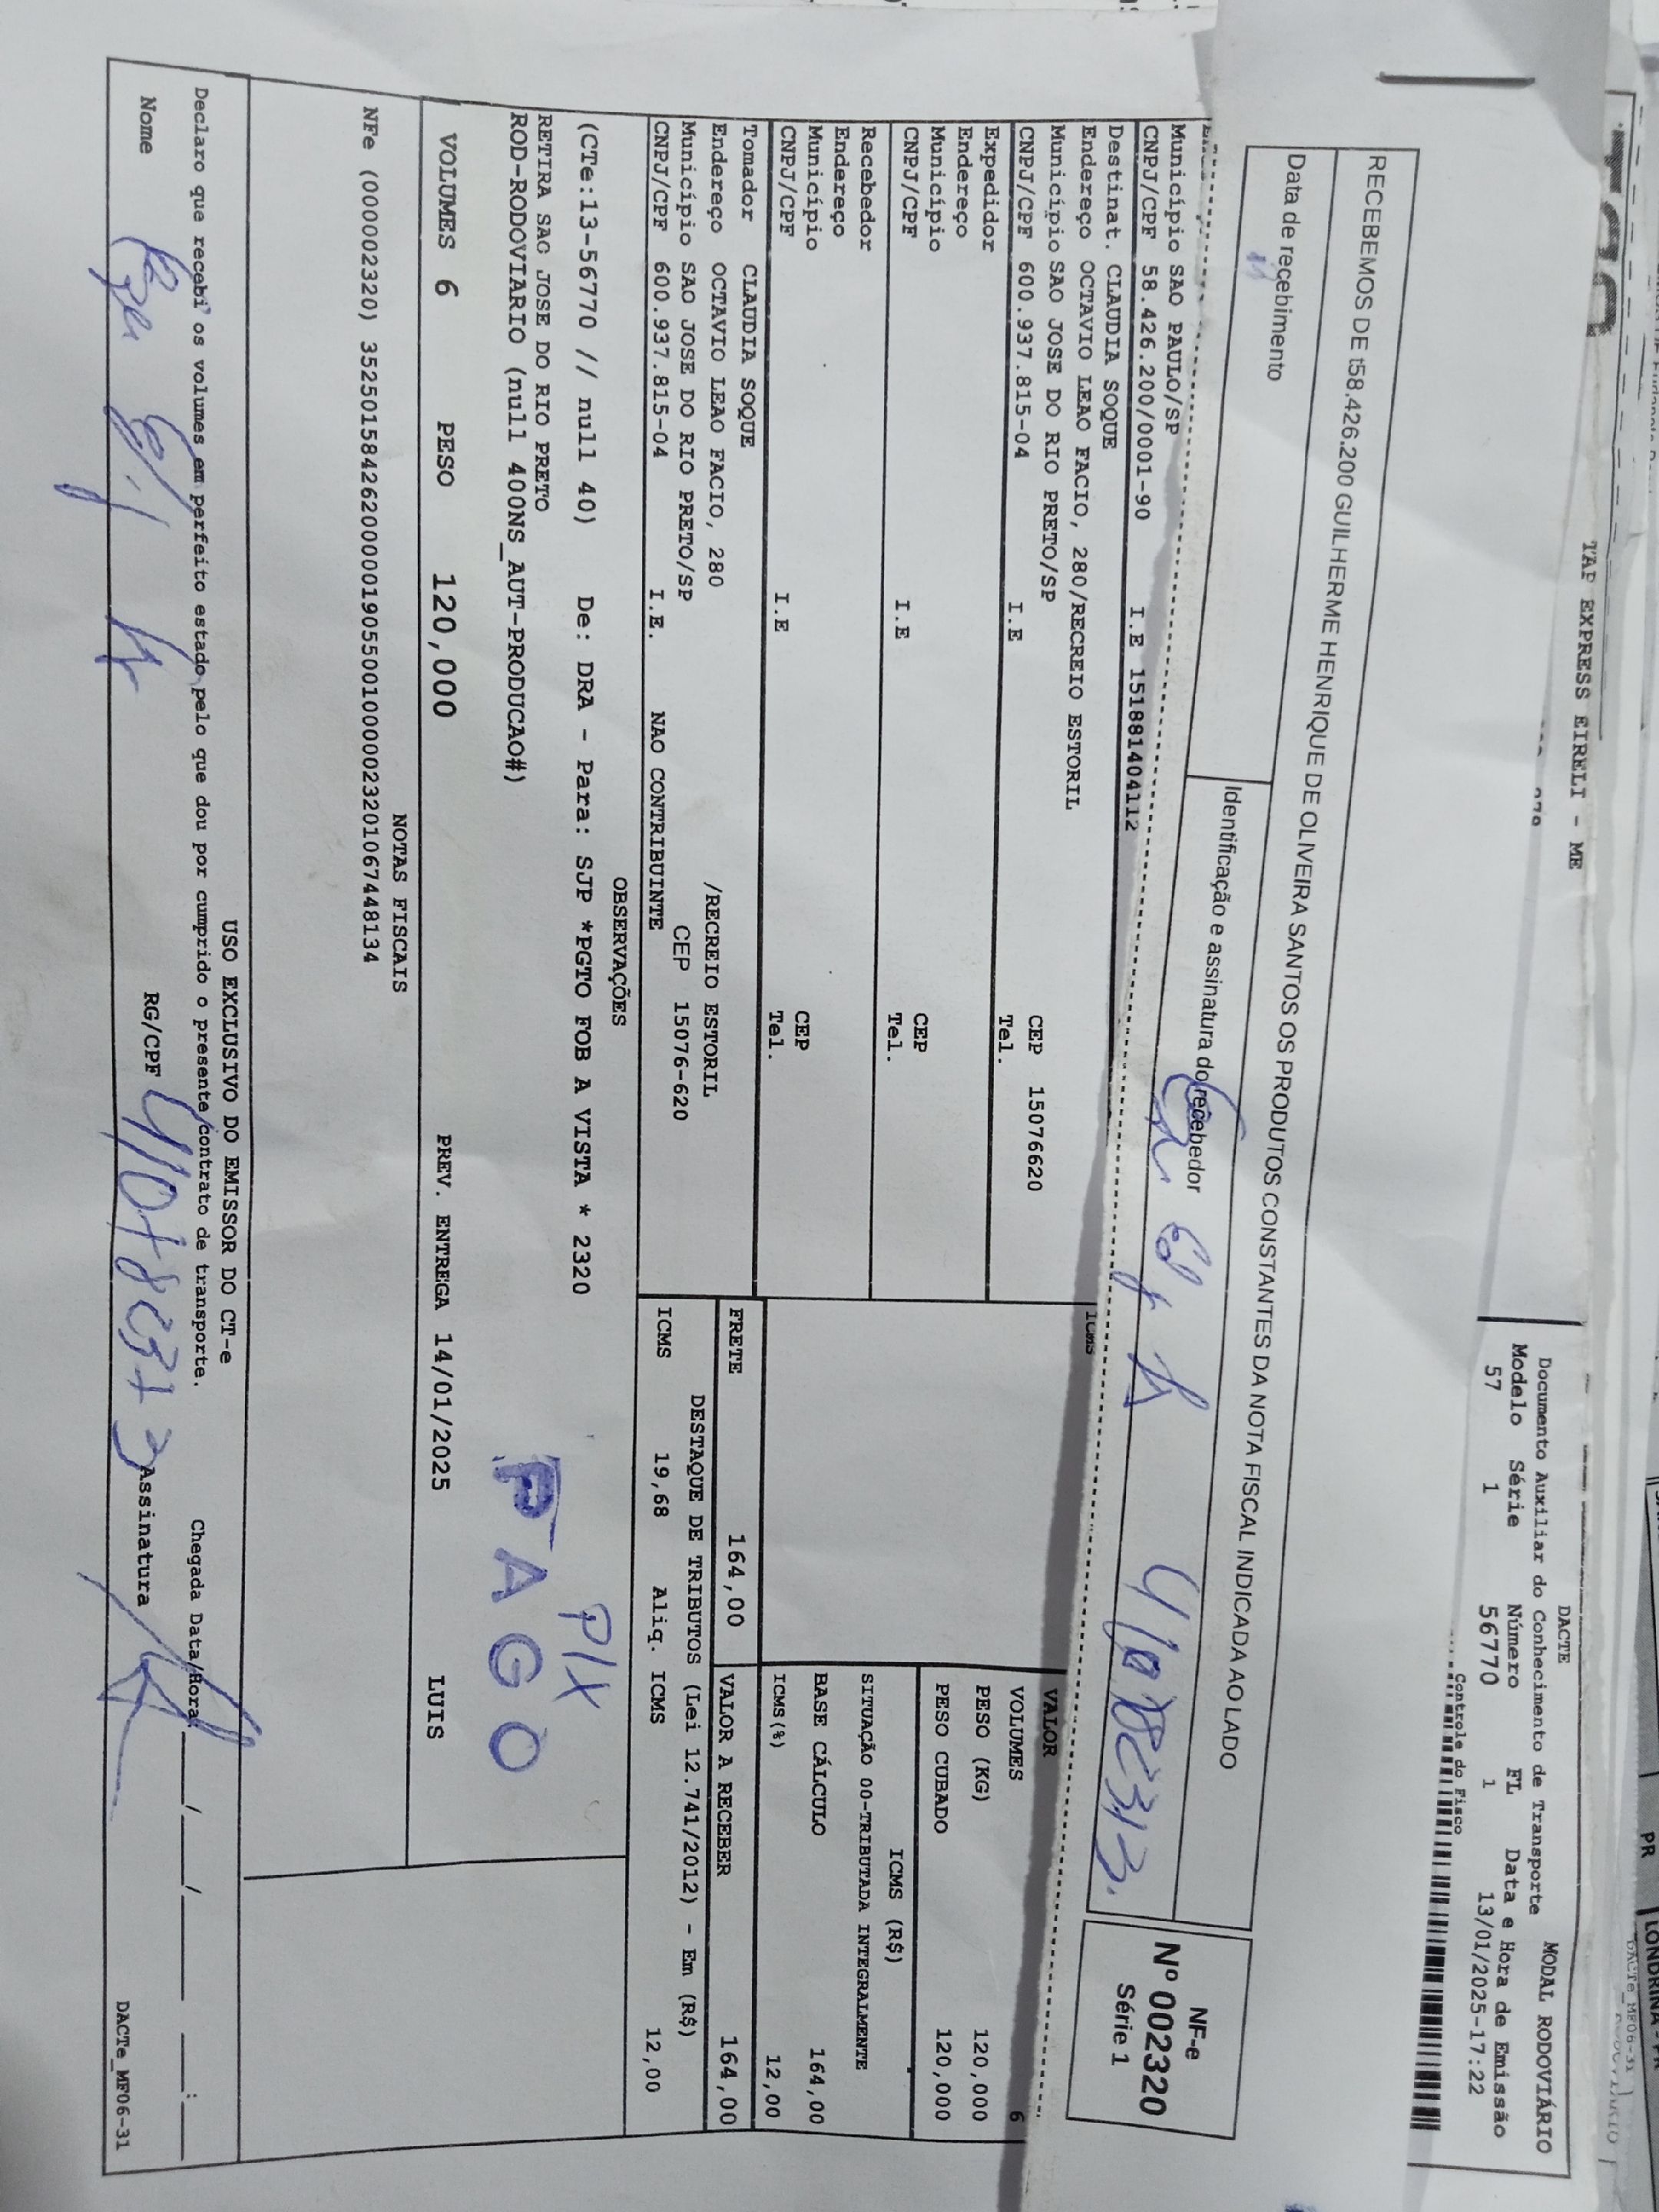 TAP EXPRESS EIRELI - ME
DACTE
MODAL RODOVIÁRIO
Documento Auxiliar do Conhecimento de Transporte
Modelo Série Número FL Data e Hora de Emissão
57 1 56770 1 13/01/2025-17:22
Controle do Fisco
RECEBEMOS DE t58.426.200 GUILHERME HENRIQUE DE OLIVEIRA SANTOS OS PRODUTOS CONSTANTES DA NOTA FISCAL INDICADA AO LADO
Data de recebimento
Identificação e assinatura do recebedor
NF-e
Nº 002320
Série 1
Município SAO PAULO/SP
CNPJ/CPF 58.426.200/0001-90 I.E 151881404112
Destinat. CLAUDIA SOQUE
Endereço OCTAVIO LEAO FACIO, 280/RECREIO ESTORIL
Município SAO JOSE DO RIO PRETO/SP CEP 15076620
CNPJ/CPF 600.937.815-04 I.E Tel.
Expedidor
Endereço
Município CEP
CNPJ/CPF I.E Tel.
Recebedor
Endereço
Município CEP
CNPJ/CPF I.E Tel.
ICMS
VALOR
VOLUMES 6
PESO (KG) 120,000
PESO CUBADO 120,000
ICMS (R$)
SITUAÇÃO 00-TRIBUTADA INTEGRALMENTE
BASE CÁLCULO 164,00
ICMS(%) 12,00
Tomador CLAUDIA SOQUE
Endereço OCTAVIO LEAO FACIO, 280 /RECREIO ESTORIL
Município SAO JOSE DO RIO PRETO/SP CEP 15076-620
CNPJ/CPF 600.937.815-04 I.E. NAO CONTRIBUINTE
FRETE 164,00 VALOR A RECEBER 164,00
DESTAQUE DE TRIBUTOS (Lei 12.741/2012) - Em (R$)
ICMS 19,68 Aliq. ICMS 12,00
OBSERVAÇÕES
(CTe:13-56770 // null 40) De: DRA - Para: SJP *PGTO FOB A VISTA * 2320
RETIRA SAO JOSE DO RIO PRETO
ROD-RODOVIARIO (null 400NS_AUT-PRODUCAO#)
PIX
PAGO
VOLUMES 6 PESO 120,000 PREV. ENTREGA 14/01/2025 LUIS
NOTAS FISCAIS
NFe (000002320) 35250158426200000190550010000023201067448134
USO EXCLUSIVO DO EMISSOR DO CT-e
Declaro que recebi os volumes em perfeito estado pelo que dou por cumprido o presente contrato de transporte.
Chegada Data/Hora: __/__/____ __:__
Nome RG/CPF Assinatura
DACTe_MF06-31